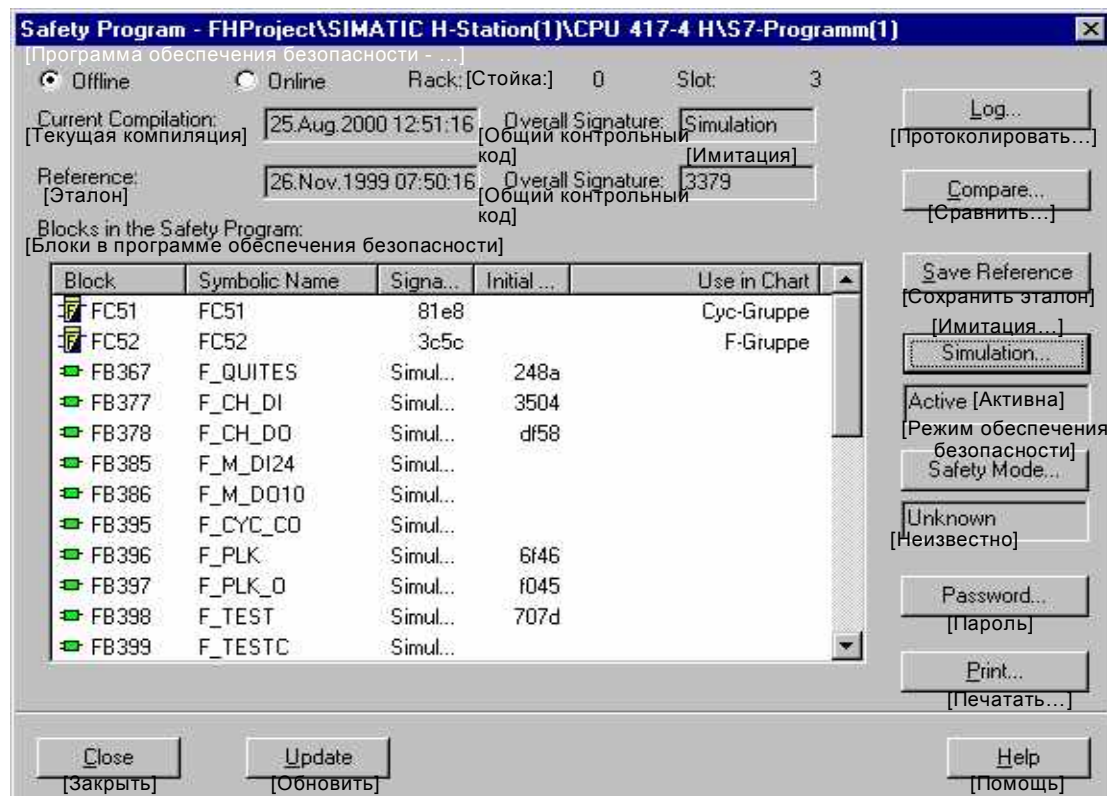 Safety Program - FHProject\SIMATIC H-Station(1)\CPU 417-4 H\S7-Programm(1)
[Программа обеспечения безопасности - ...]
Offline Online Rack: [Стойка:] 0 Slot: 3
Current Compilation: 25.Aug.2000 12:51:16 Overall Signature: Simulation
[Текущая компиляция] [Общий контрольный код] [Имитация]
Reference: 26.Nov.1999 07:50:16 Overall Signature: 3379
[Эталон] [Общий контрольный код]
Blocks in the Safety Program:
[Блоки в программе обеспечения безопасности]
Block Symbolic Name Signa... Initial ... Use in Chart
FC51 FC51 81e8 Cyc-Gruppe
FC52 FC52 3c5c F-Gruppe
FB367 F_QUITES Simul... 248a
FB377 F_CH_DI Simul... 3504
FB378 F_CH_DO Simul... df58
FB385 F_M_DI24 Simul...
FB386 F_M_DO10 Simul...
FB395 F_CYC_CO Simul...
FB396 F_PLK Simul... 6f46
FB397 F_PLK_O Simul... f045
FB398 F_TEST Simul... 707d
FB399 F_TESTC Simul...
Log...
[Протоколировать...]
Compare...
[Сравнить...]
Save Reference
[Сохранить эталон]
[Имитация...]
Simulation...
Active [Активна]
[Режим обеспечения
безопасности]
Safety Mode...
Unknown
[Неизвестно]
Password...
[Пароль]
Print...
[Печатать...]
Close Update Help
[Закрыть] [Обновить] [Помощь]